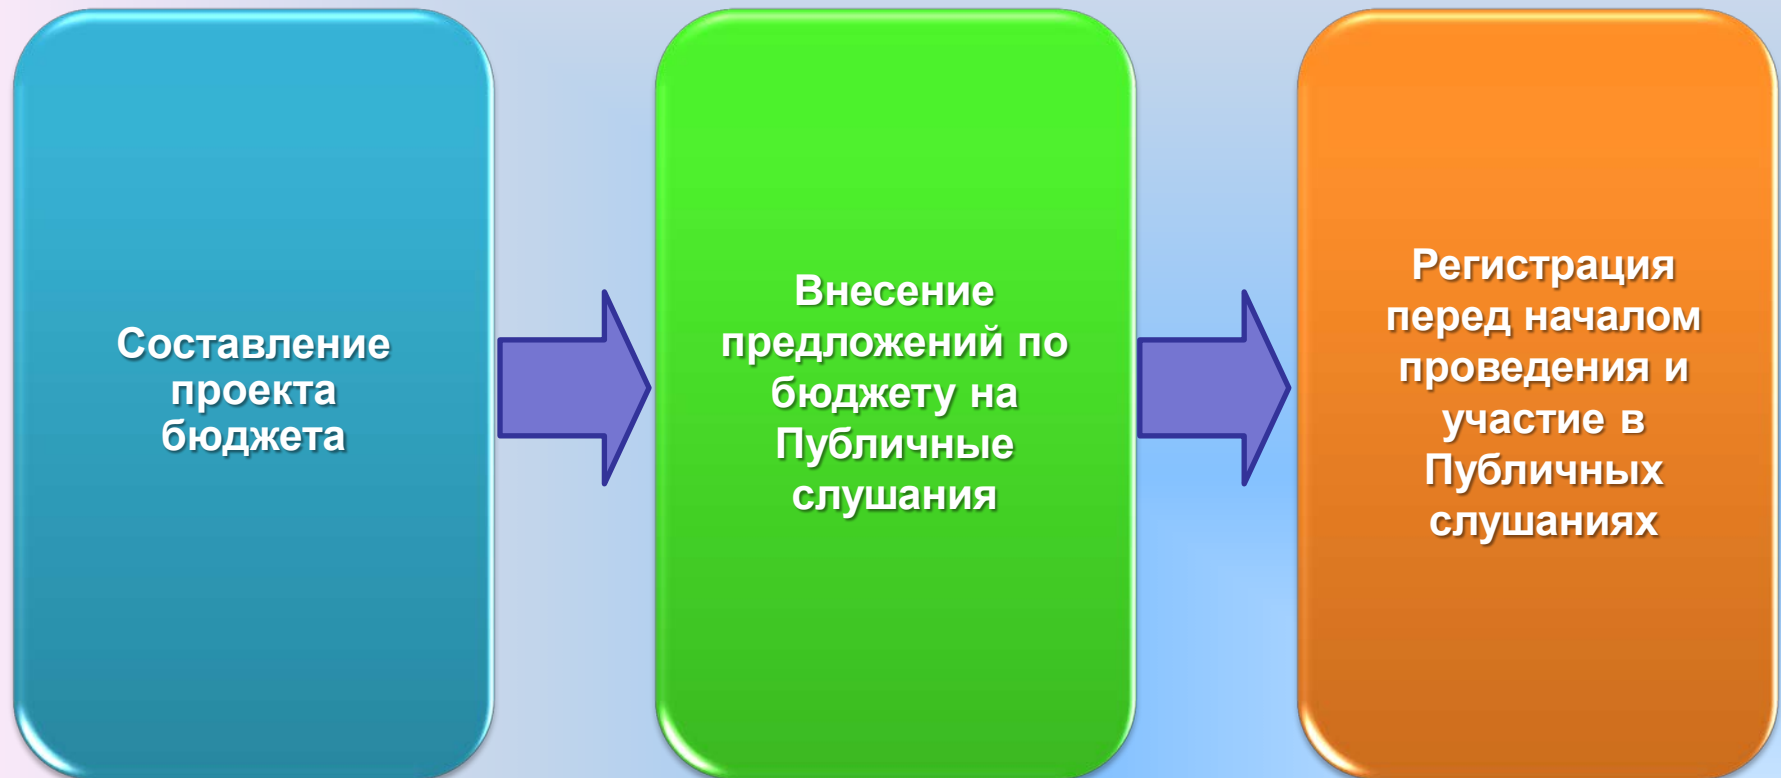 Составление
проекта
бюджета
Внесение
предложений по
бюджету на
Публичные
слушания
Регистрация
перед началом
проведения и
участие в
Публичных
слушаниях